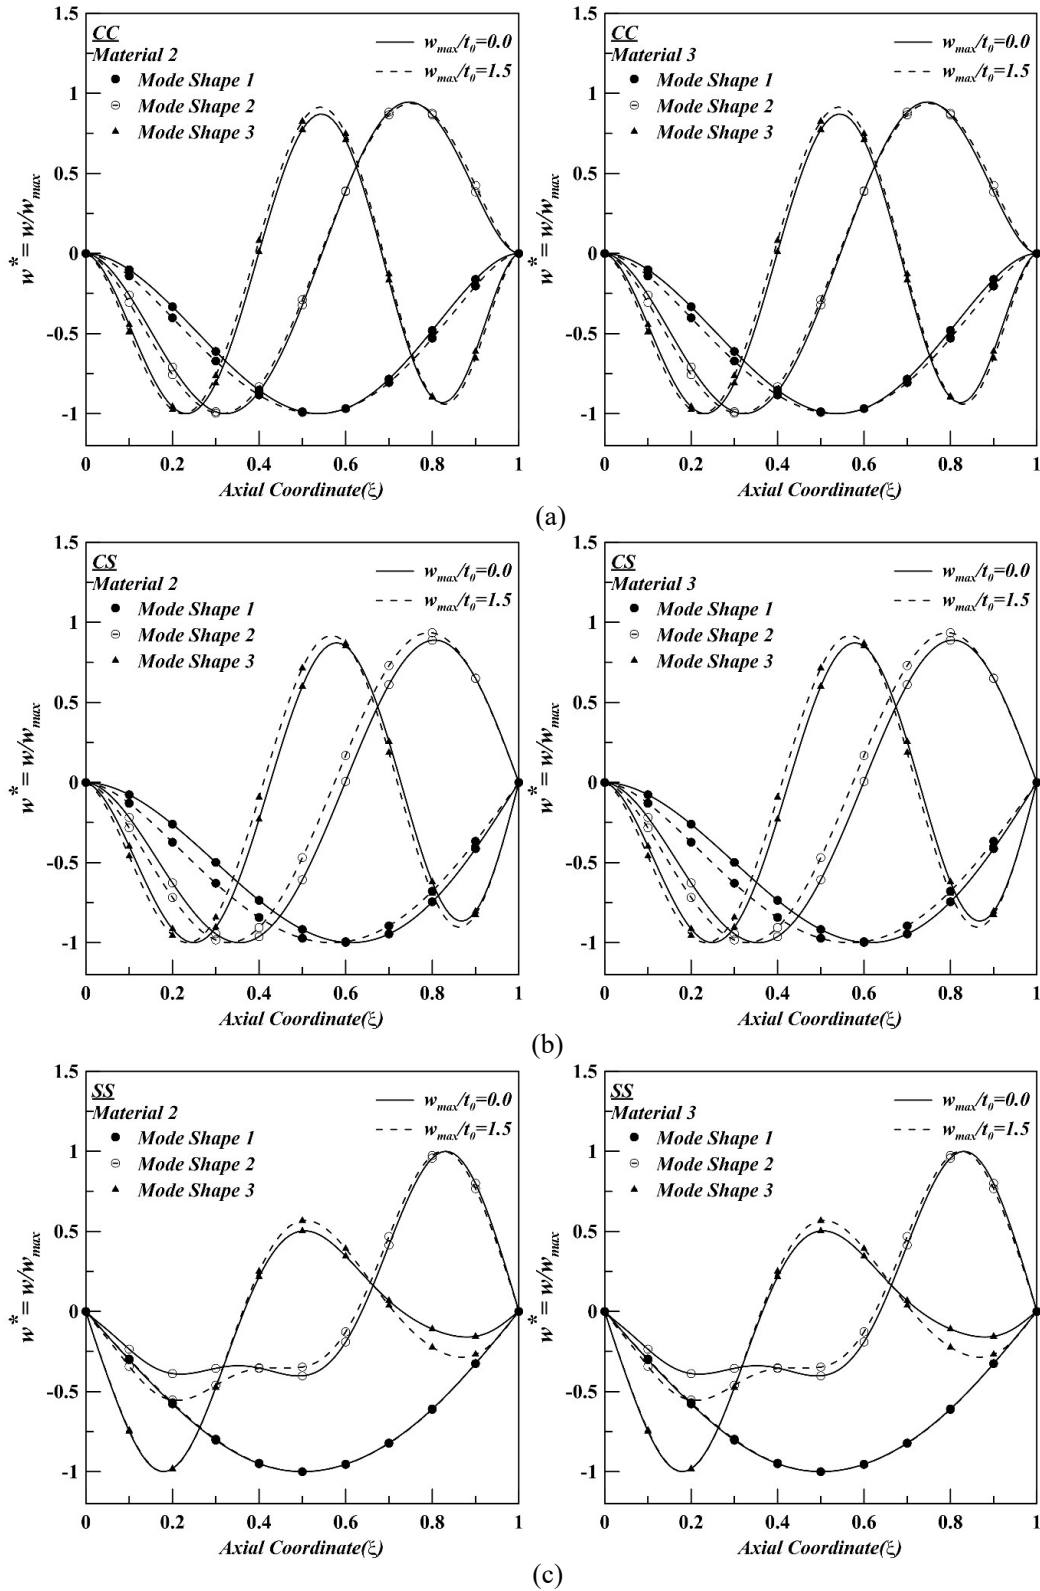 1.5
CC
Material 2
Mode Shape 1
Mode Shape 2
Mode Shape 3
w_max/t_0=0.0
w_max/t_0=1.5
1
0.5
0
-0.5
-1
w* = w/w_max
0 0.2 0.4 0.6 0.8 1
Axial Coordinate(ξ)
1.5
CC
Material 3
Mode Shape 1
Mode Shape 2
Mode Shape 3
w_max/t_0=0.0
w_max/t_0=1.5
1
0.5
0
-0.5
-1
w* = w/w_max
0 0.2 0.4 0.6 0.8 1
Axial Coordinate(ξ)
(a)
1.5
CS
Material 2
Mode Shape 1
Mode Shape 2
Mode Shape 3
w_max/t_0=0.0
w_max/t_0=1.5
1
0.5
0
-0.5
-1
w* = w/w_max
0 0.2 0.4 0.6 0.8 1
Axial Coordinate(ξ)
1.5
CS
Material 3
Mode Shape 1
Mode Shape 2
Mode Shape 3
w_max/t_0=0.0
w_max/t_0=1.5
1
0.5
0
-0.5
-1
w* = w/w_max
0 0.2 0.4 0.6 0.8 1
Axial Coordinate(ξ)
(b)
1.5
SS
Material 2
Mode Shape 1
Mode Shape 2
Mode Shape 3
w_max/t_0=0.0
w_max/t_0=1.5
1
0.5
0
-0.5
-1
w* = w/w_max
0 0.2 0.4 0.6 0.8 1
Axial Coordinate(ξ)
1.5
SS
Material 3
Mode Shape 1
Mode Shape 2
Mode Shape 3
w_max/t_0=0.0
w_max/t_0=1.5
1
0.5
0
-0.5
-1
w* = w/w_max
0 0.2 0.4 0.6 0.8 1
Axial Coordinate(ξ)
(c)